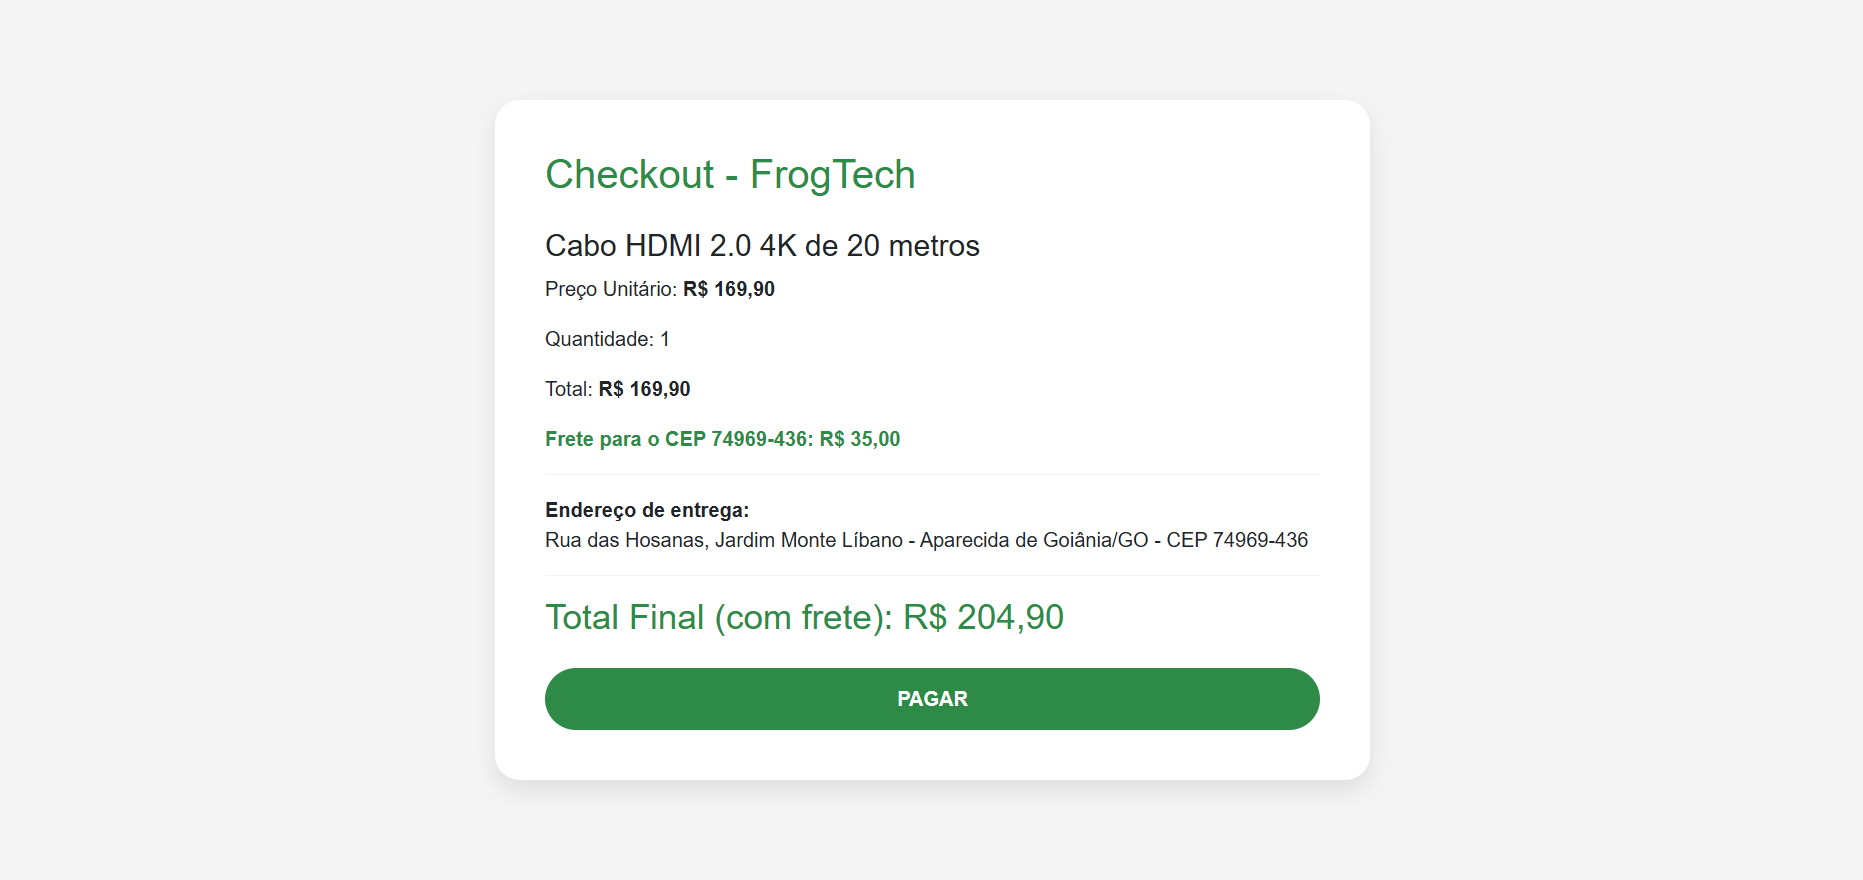 Checkout - FrogTech
Cabo HDMI 2.0 4K de 20 metros
Preço Unitário: R$ 169,90
Quantidade: 1
Total: R$ 169,90
Frete para o CEP 74969-436: R$ 35,00
Endereço de entrega:
Rua das Hosanas, Jardim Monte Líbano - Aparecida de Goiânia/GO - CEP 74969-436
Total Final (com frete): R$ 204,90
PAGAR